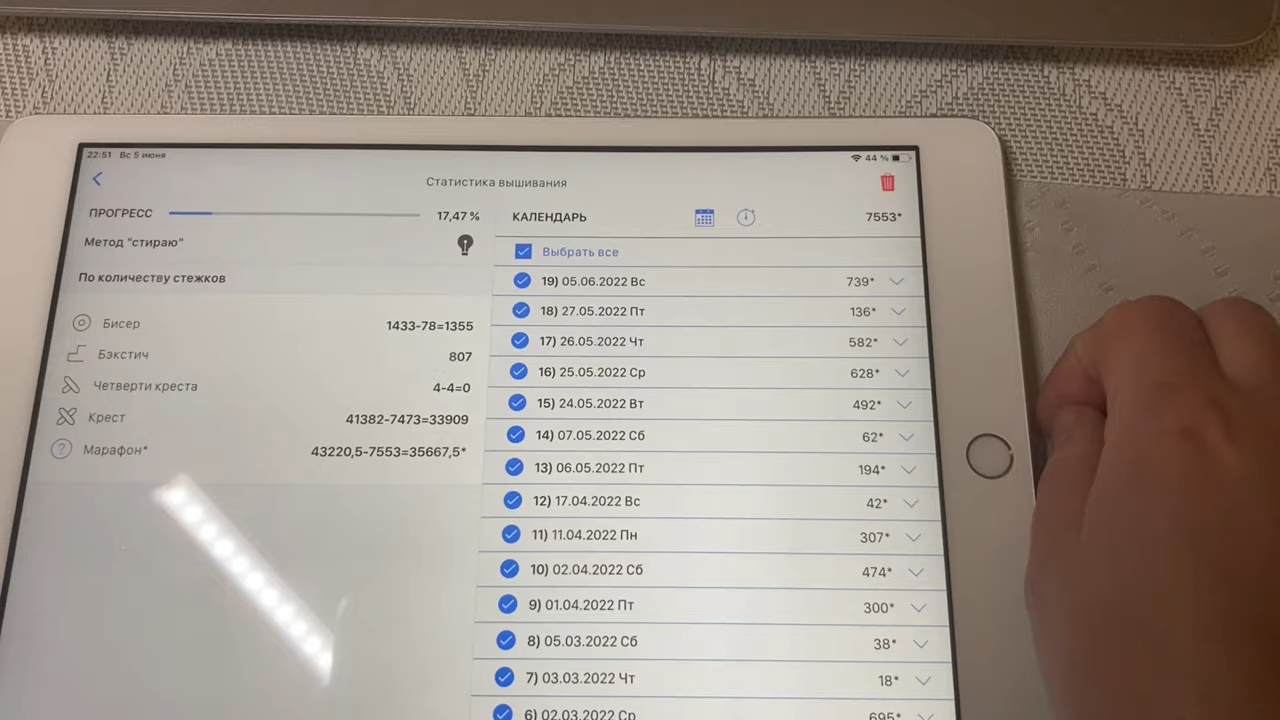 22:51 Вс 5 июня
44 %
Статистика вышивания
ПРОГРЕСС 17,47 %
Метод "стираю"
По количеству стежков
Бисер 1433-78=1355
Бэкстич 807
Четверти креста 4-4=0
Крест 41382-7473=33909
? Марафон* 43220,5-7553=35667,5*
КАЛЕНДАРЬ 7553*
Выбрать все
19) 05.06.2022 Вс 739*
18) 27.05.2022 Пт 136*
17) 26.05.2022 Чт 582*
16) 25.05.2022 Ср 628*
15) 24.05.2022 Вт 492*
14) 07.05.2022 Сб 62*
13) 06.05.2022 Пт 194*
12) 17.04.2022 Вс 42*
11) 11.04.2022 Пн 307*
10) 02.04.2022 Сб 474*
9) 01.04.2022 Пт 300*
8) 05.03.2022 Сб 38*
7) 03.03.2022 Чт 18*
6) 02.03.2022 Ср 695*